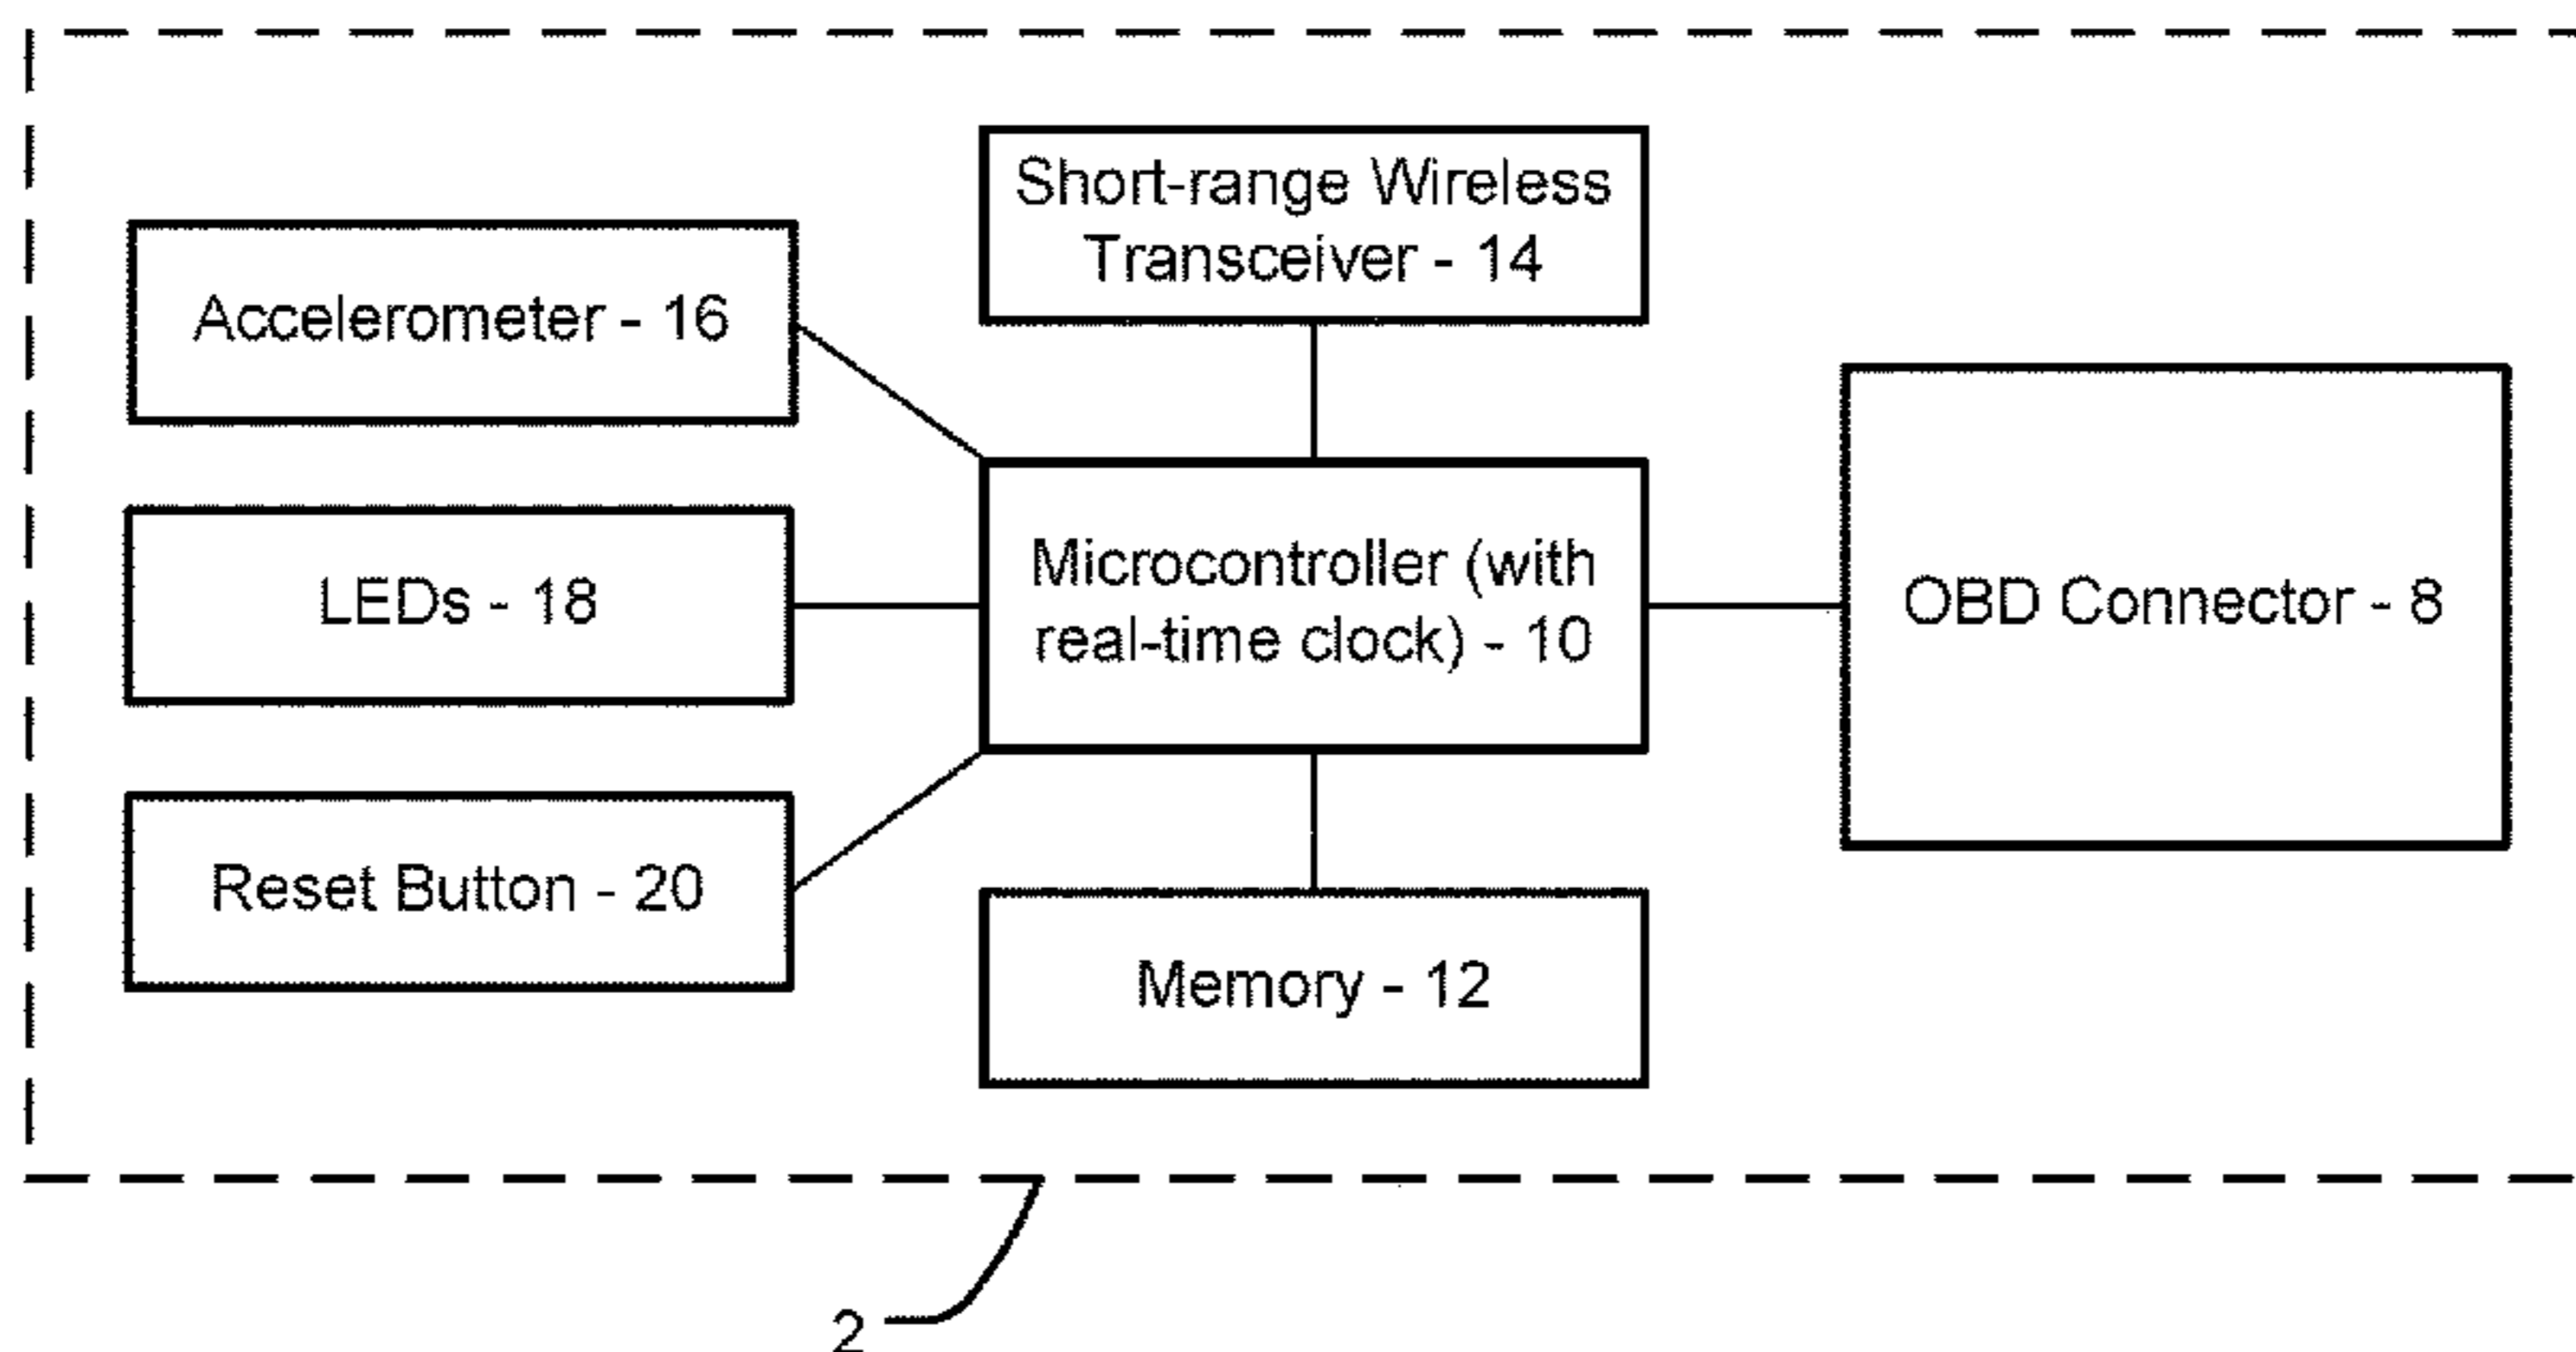 Short-range Wireless
Transceiver - 14
Accelerometer - 16
Microcontroller (with
real-time clock) - 10
LEDs - 18
OBD Connector - 8
Reset Button - 20
Memory - 12
2